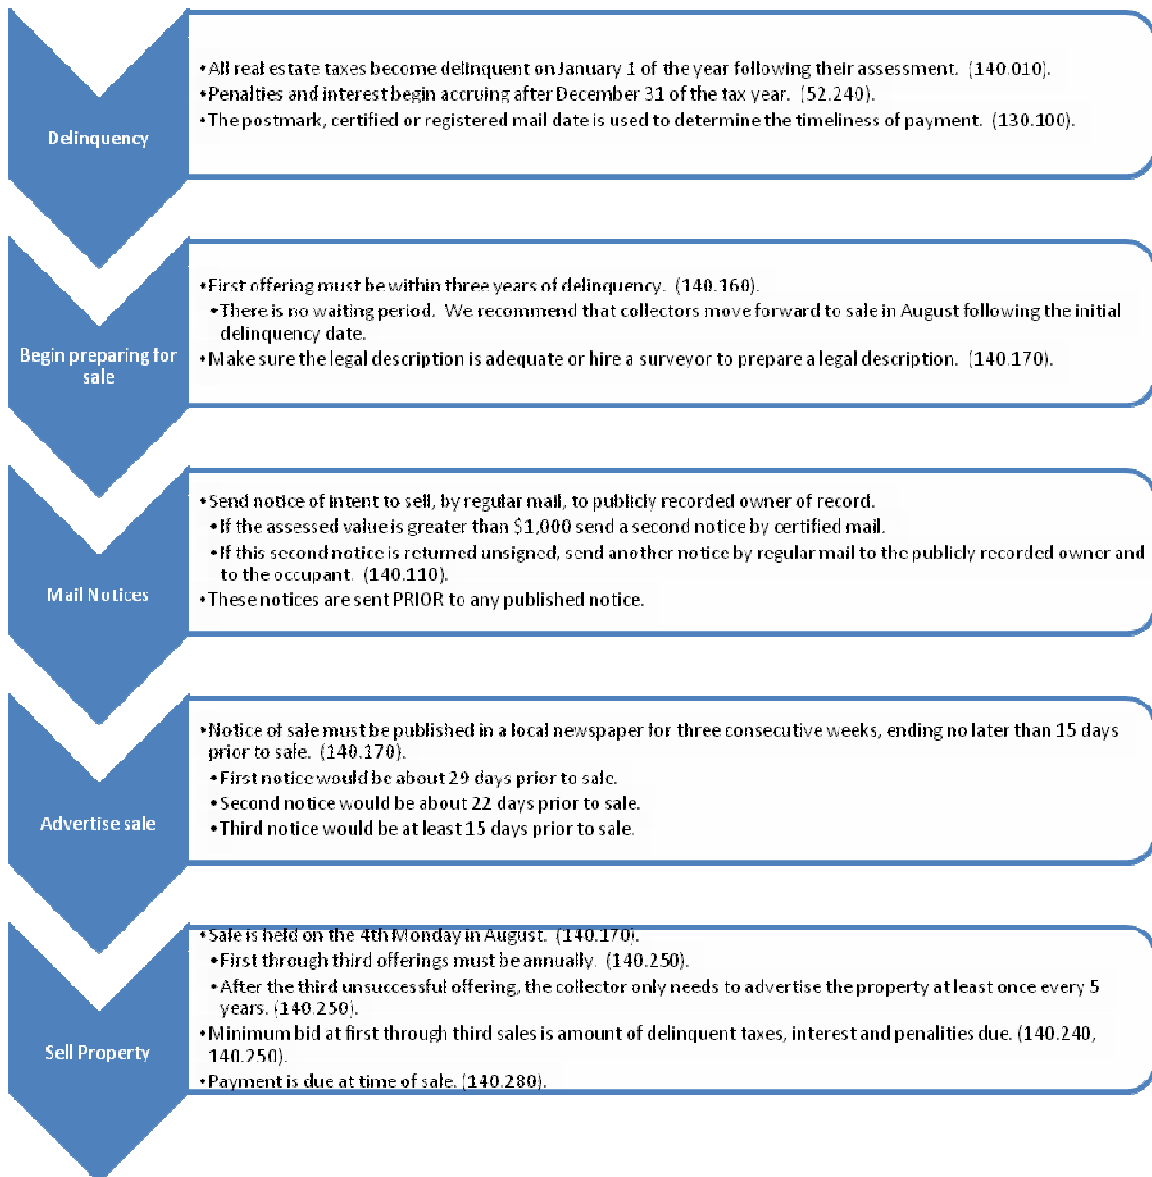 Delinquency
•All real estate taxes become delinquent on January 1 of the year following their assessment. (140.010).
•Penalties and interest begin accruing after December 31 of the tax year. (52.240).
•The postmark, certified or registered mail date is used to determine the timeliness of payment. (130.100).
Begin preparing for
sale
•First offering must be within three years of delinquency. (140.160).
•There is no waiting period. We recommend that collectors move forward to sale in August following the initial
delinquency date.
•Make sure the legal description is adequate or hire a surveyor to prepare a legal description. (140.170).
Mail Notices
•Send notice of intent to sell, by regular mail, to publicly recorded owner of record.
•If the assessed value is greater than $1,000 send a second notice by certified mail.
•If this second notice is returned unsigned, send another notice by regular mail to the publicly recorded owner and
to the occupant. (140.110).
•These notices are sent PRIOR to any published notice.
Advertise sale
•Notice of sale must be published in a local newspaper for three consecutive weeks, ending no later than 15 days
prior to sale. (140.170).
•First notice would be about 29 days prior to sale.
•Second notice would be about 22 days prior to sale.
•Third notice would be at least 15 days prior to sale.
Sell Property
•Sale is held on the 4th Monday in August. (140.170).
•First through third offerings must be annually. (140.250).
•After the third unsuccessful offering, the collector only needs to advertise the property at least once every 5
years. (140.250).
•Minimum bid at first through third sales is amount of delinquent taxes, interest and penalities due. (140.240,
140.250).
•Payment is due at time of sale. (140.280).